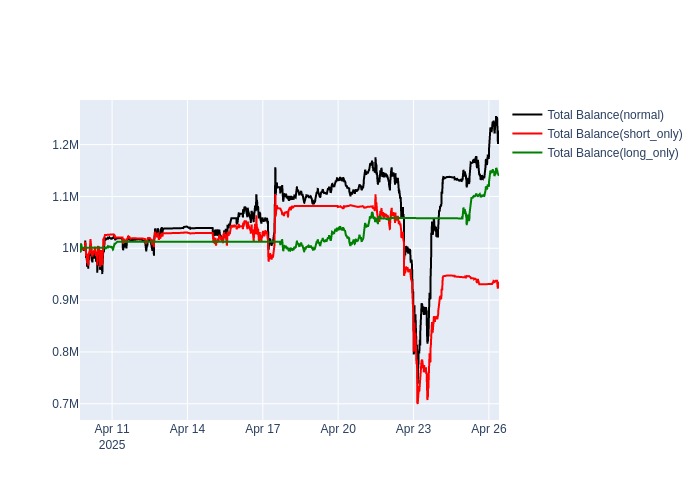 Total Balance(normal)
Total Balance(short_only)
Total Balance(long_only)
1.2M
1.1M
1M
0.9M
0.8M
0.7M
Apr 11 Apr 14 Apr 17 Apr 20 Apr 23 Apr 26
2025